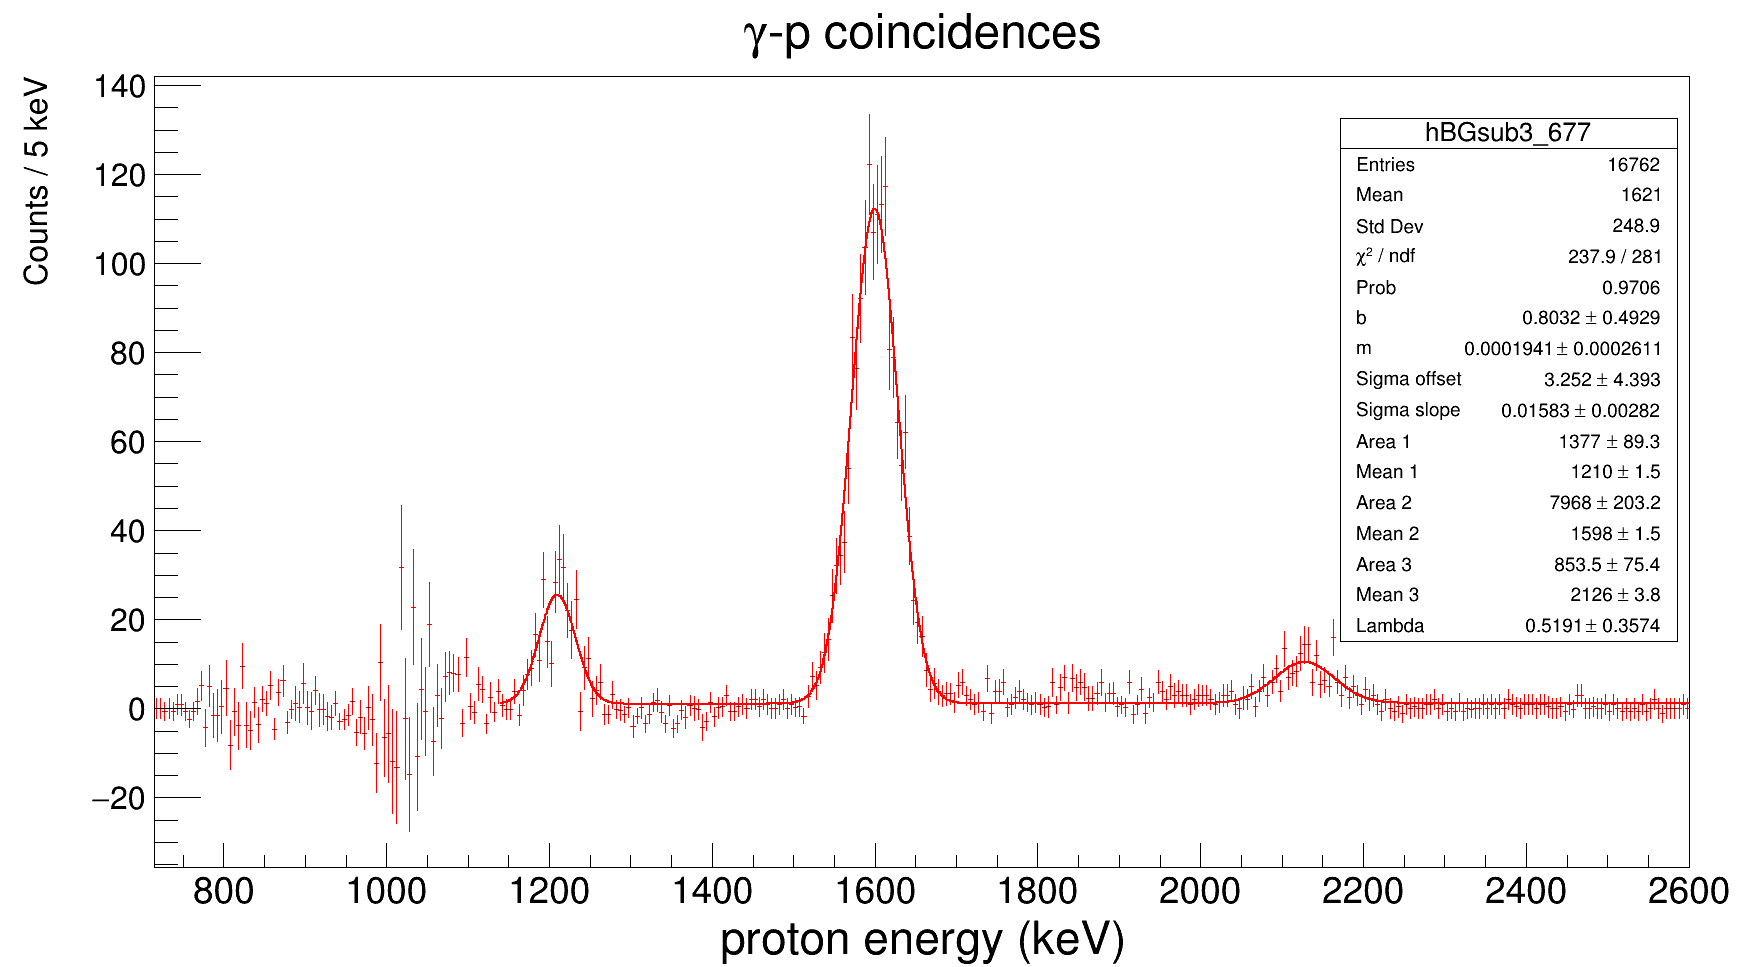 γ-p coincidences
Counts / 5 keV
140
120
100
80
60
40
20
0
−20
hBGsub3_677
Entries 16762
Mean 1621
Std Dev 248.9
χ² / ndf 237.9 / 281
Prob 0.9706
b 0.8032 ± 0.4929
m 0.0001941 ± 0.0002611
Sigma offset 3.252 ± 4.393
Sigma slope 0.01583 ± 0.00282
Area 1 1377 ± 89.3
Mean 1 1210 ± 1.5
Area 2 7968 ± 203.2
Mean 2 1598 ± 1.5
Area 3 853.5 ± 75.4
Mean 3 2126 ± 3.8
Lambda 0.5191 ± 0.3574
800 1000 1200 1400 1600 1800 2000 2200 2400 2600
proton energy (keV)